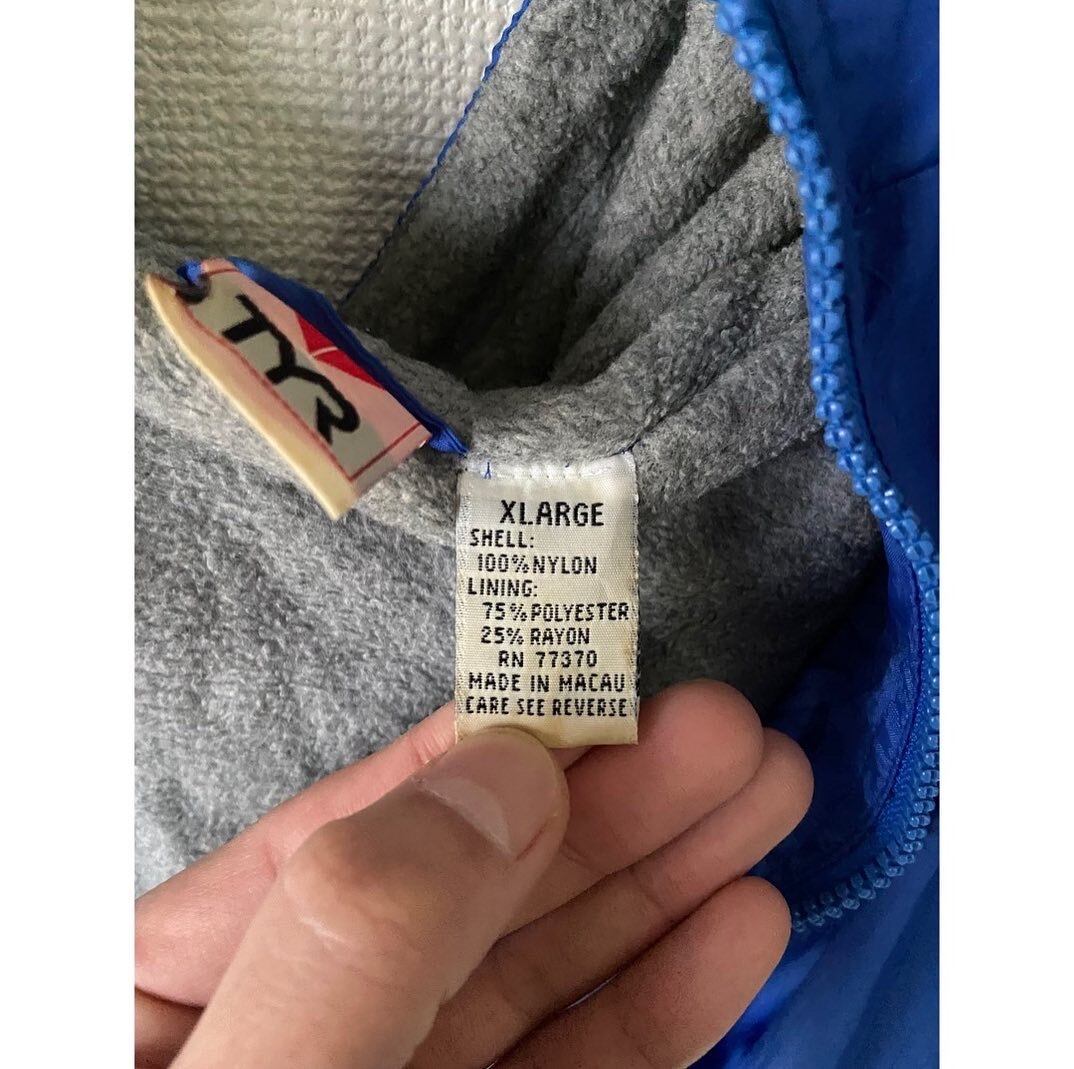 TYR
XLARGE
SHELL:
100% NYLON
LINING:
75% POLYESTER
25% RAYON
RN 77370
MADE IN MACAU
CARE SEE REVERSE